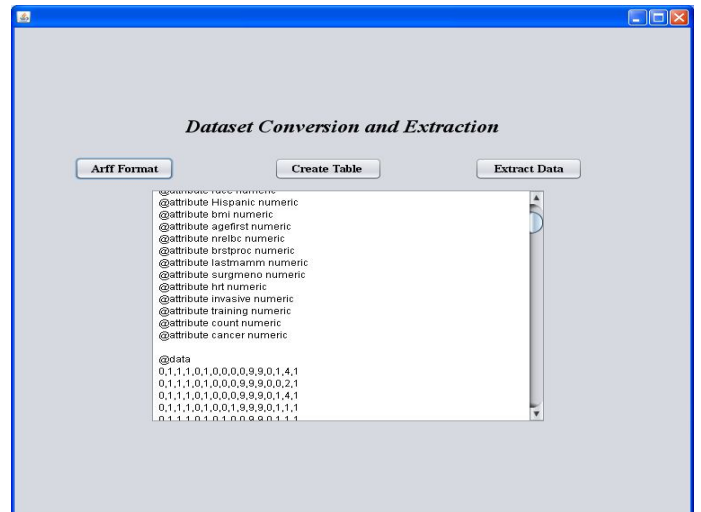 Dataset Conversion and Extraction
Arff Format
Create Table
Extract Data
@attribute race numeric
@attribute Hispanic numeric
@attribute bmi numeric
@attribute agefirst numeric
@attribute nrelbc numeric
@attribute brstproc numeric
@attribute lastmamm numeric
@attribute surgmeno numeric
@attribute hrt numeric
@attribute invasive numeric
@attribute training numeric
@attribute count numeric
@attribute cancer numeric
@data
0,1,1,1,0,1,0,0,0,0,9,9,0,1,4,1
0,1,1,1,0,1,0,0,0,9,9,9,0,0,2,1
0,1,1,1,0,1,0,0,0,9,9,9,0,1,4,1
0,1,1,1,0,1,0,0,1,9,9,9,0,1,1,1